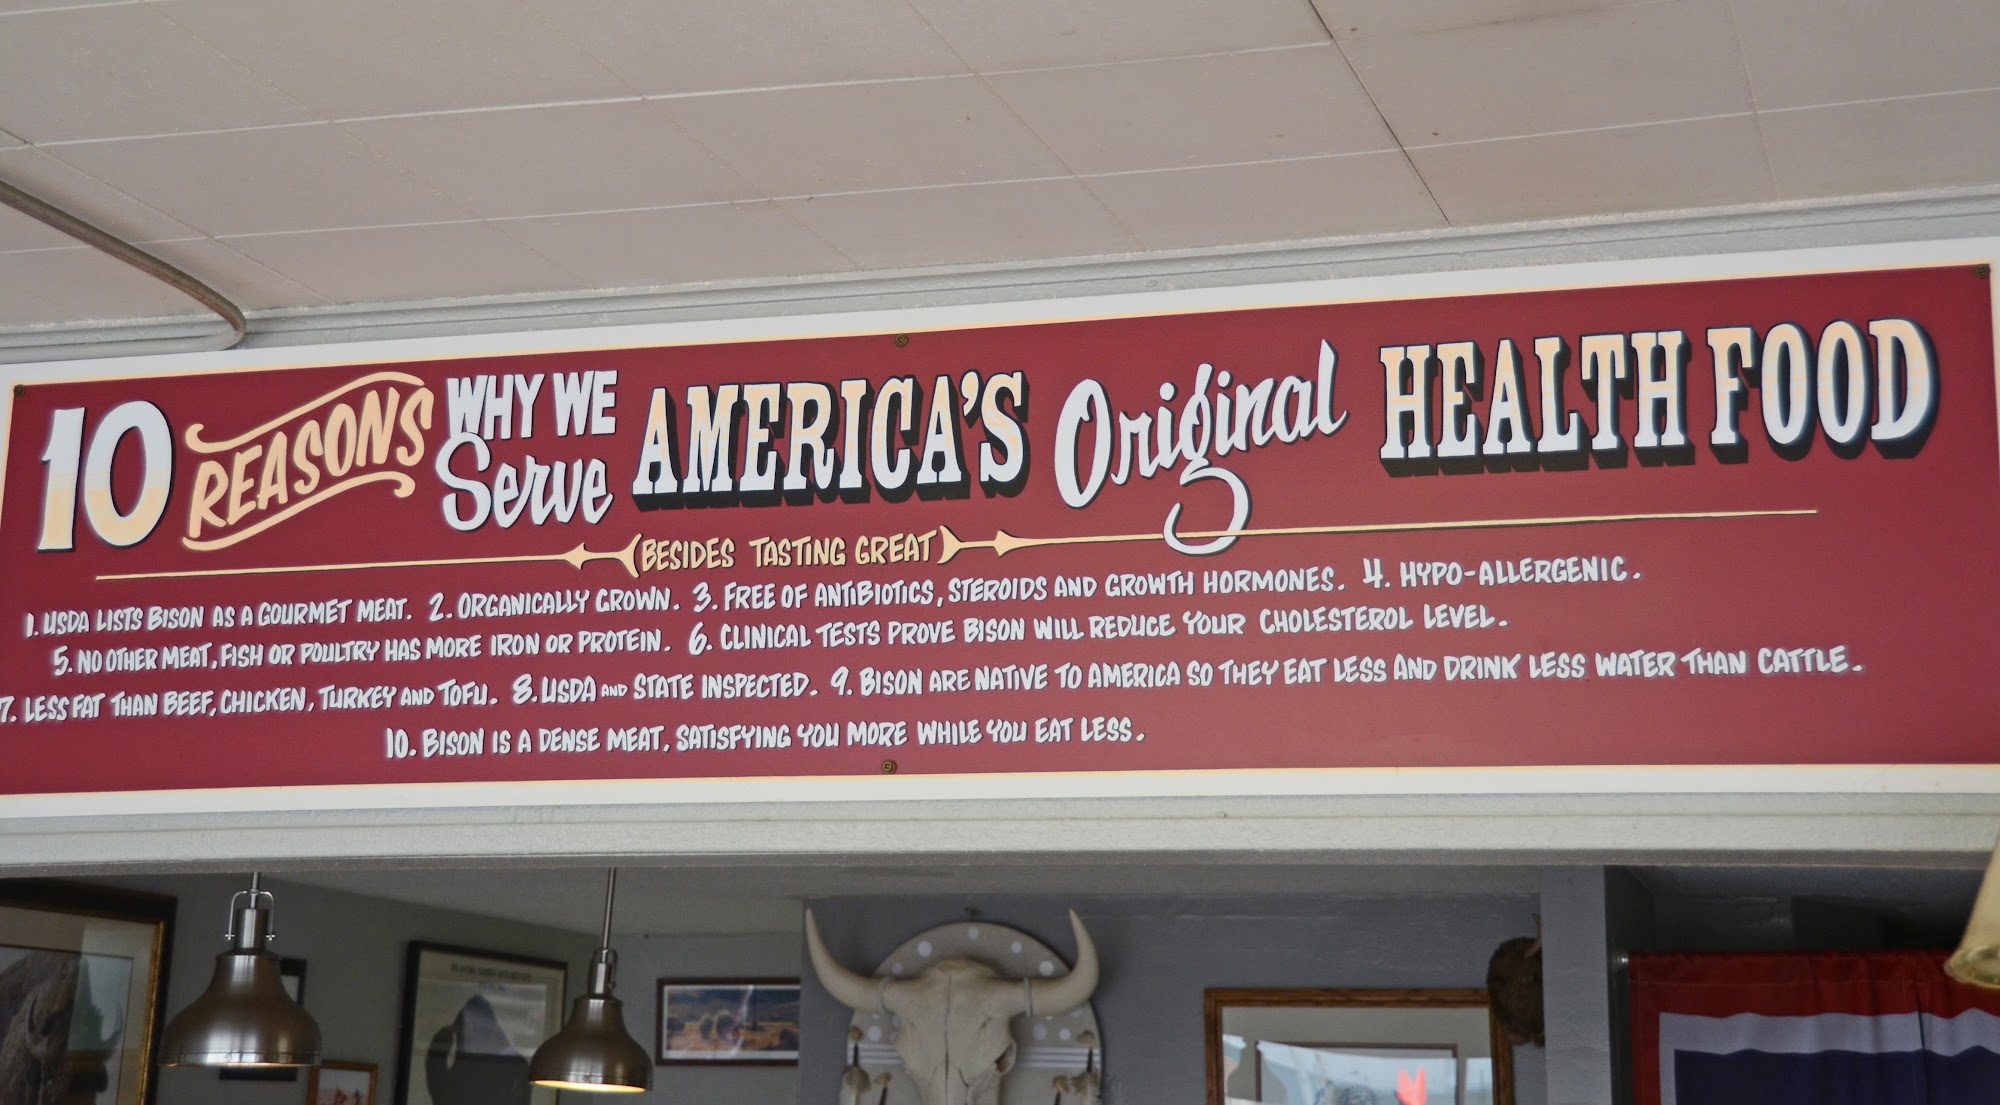 10 REASONS WHY WE Serve AMERICA'S Original HEALTH FOOD
BESIDES TASTING GREAT
1. USDA LISTS BISON AS A GOURMET MEAT. 2. ORGANICALLY GROWN. 3. FREE OF ANTIBIOTICS, STEROIDS AND GROWTH HORMONES. 4. HYPO-ALLERGENIC.
5. NO OTHER MEAT, FISH OR POULTRY HAS MORE IRON OR PROTEIN. 6. CLINICAL TESTS PROVE BISON WILL REDUCE YOUR CHOLESTEROL LEVEL.
7. LESS FAT THAN BEEF, CHICKEN, TURKEY AND TOFU. 8. USDA AND STATE INSPECTED. 9. BISON ARE NATIVE TO AMERICA SO THEY EAT LESS AND DRINK LESS WATER THAN CATTLE.
10. BISON IS A DENSE MEAT, SATISFYING YOU MORE WHILE YOU EAT LESS.